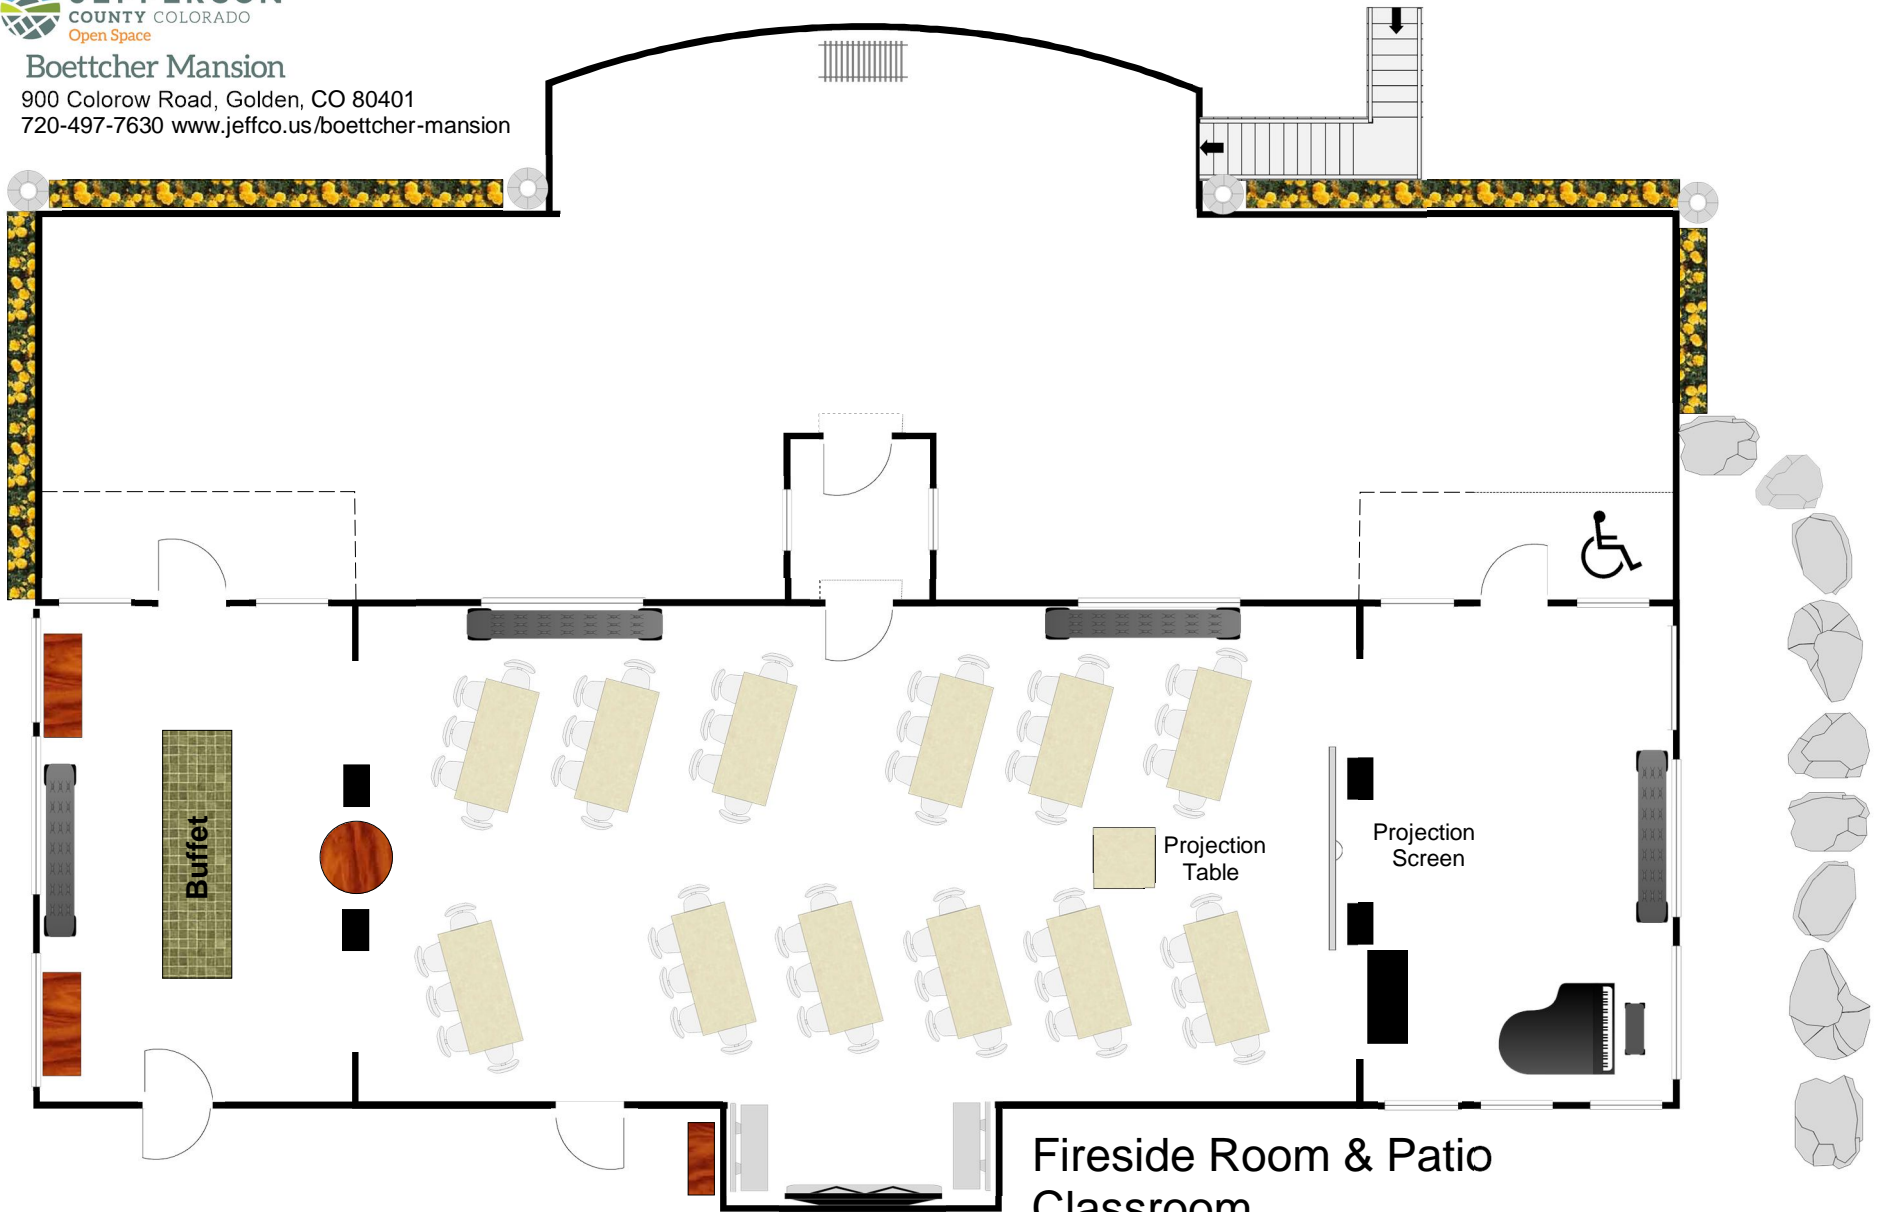 JEFFERSON
COUNTY COLORADO
Open Space
Boettcher Mansion
900 Colorow Road, Golden, CO 80401
720-497-7630 www.jeffco.us/boettcher-mansion
Buffet
Projection
Table
Projection
Screen
Fireside Room & Patio
Classroom